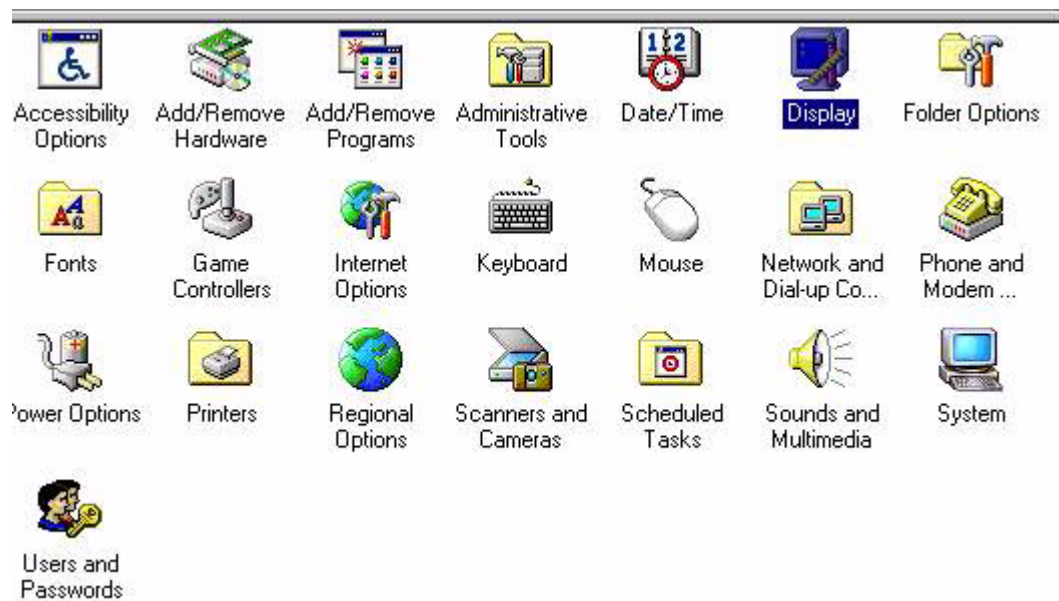 Accessibility Options
Add/Remove Hardware
Add/Remove Programs
Administrative Tools
Date/Time
Display
Folder Options
Fonts
Game Controllers
Internet Options
Keyboard
Mouse
Network and Dial-up Co...
Phone and Modem ...
Power Options
Printers
Regional Options
Scanners and Cameras
Scheduled Tasks
Sounds and Multimedia
System
Users and Passwords